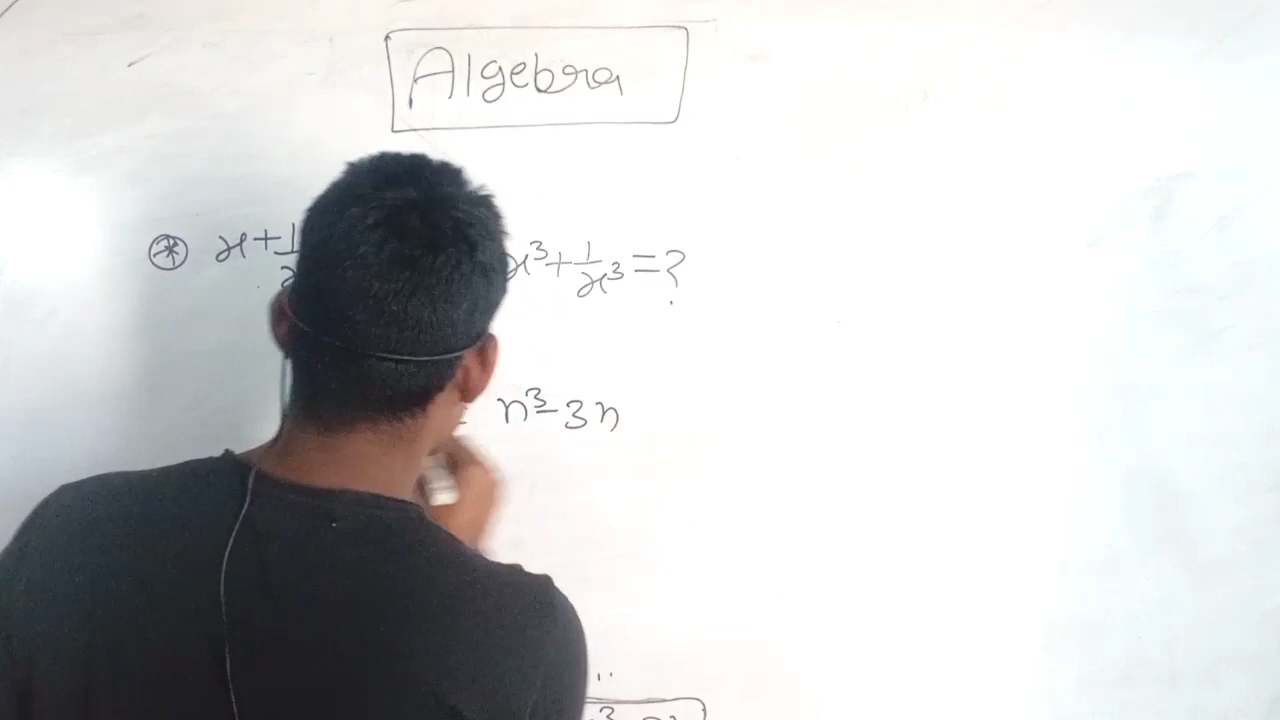 Algebra
⊛ x+1/ x³+1/x³=?
n³-3n